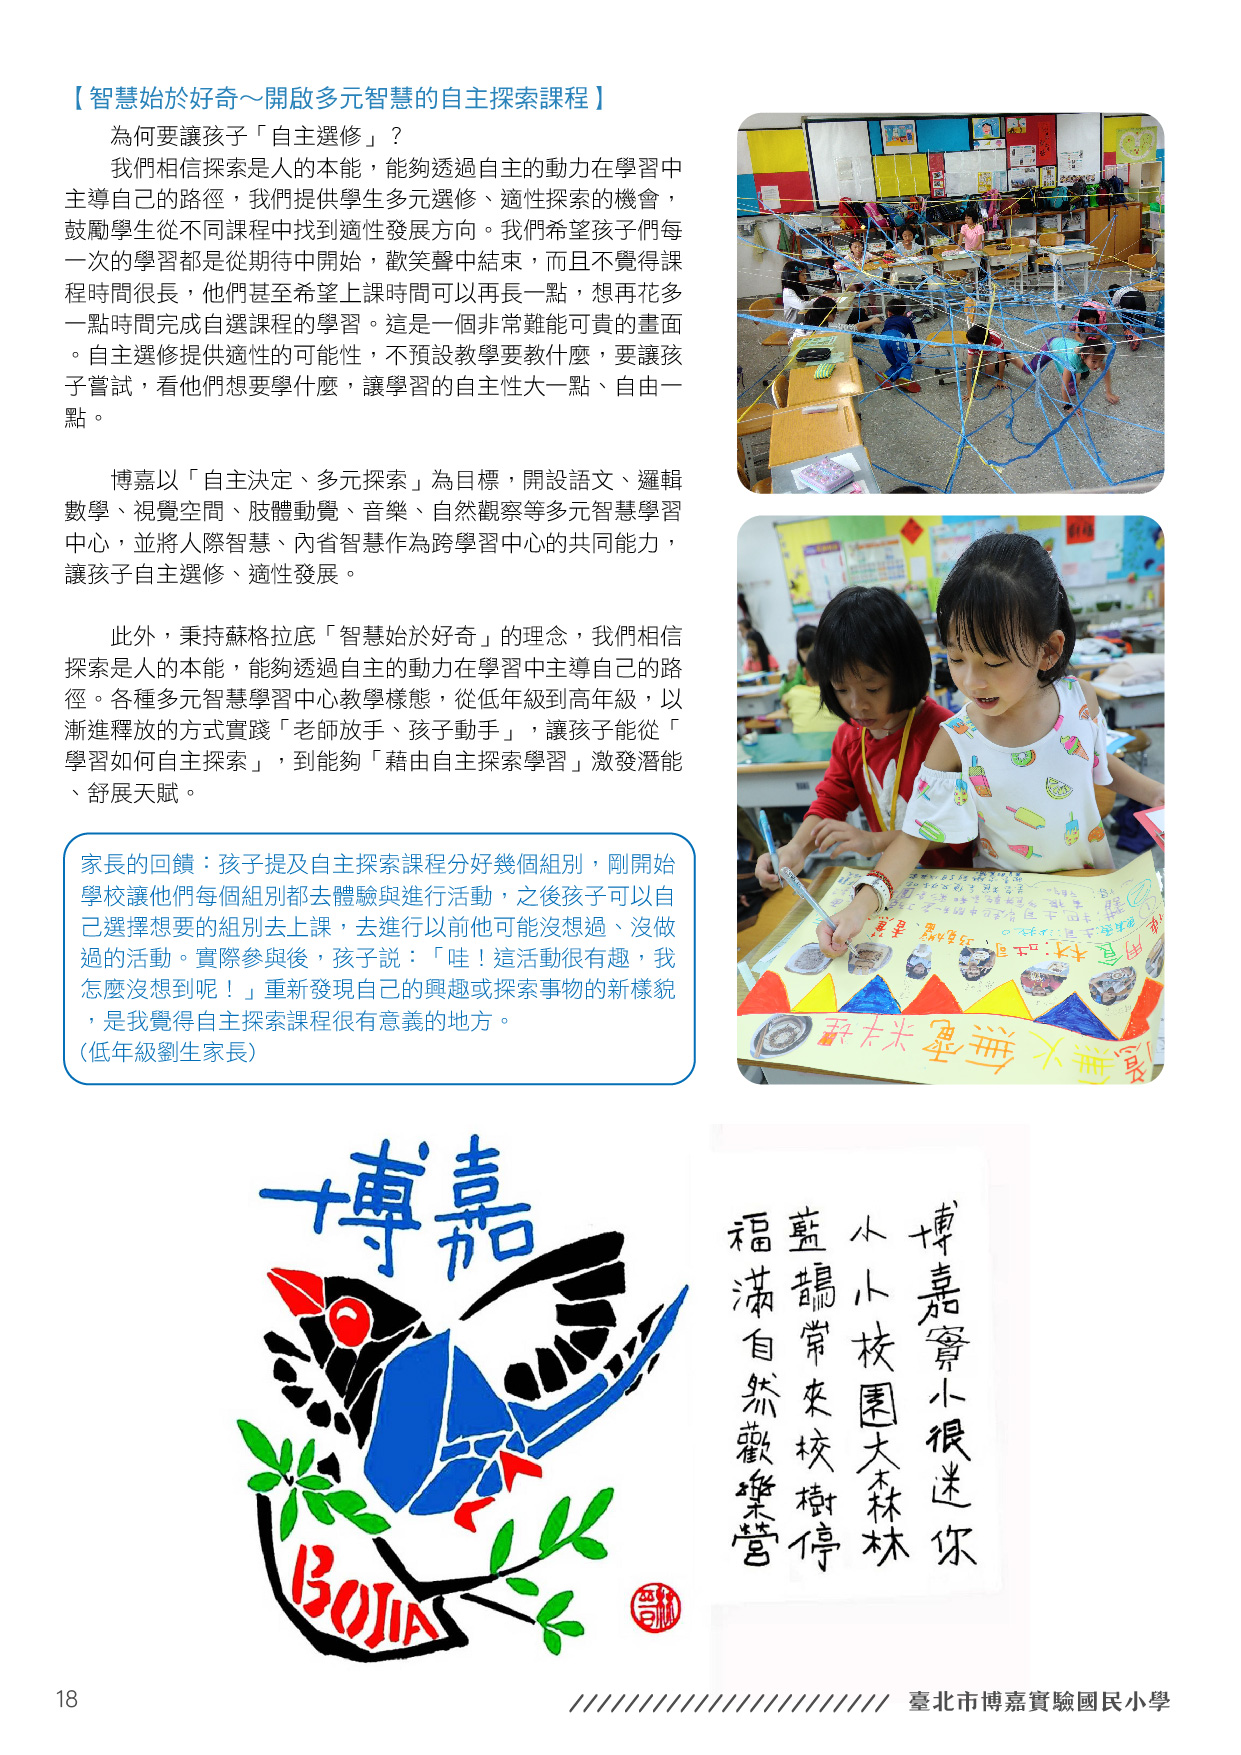 【智慧始於好奇～開啟多元智慧的自主探索課程】
為何要讓孩子「自主選修」？
我們相信探索是人的本能，能夠透過自主的動力在學習中
主導自己的路徑，我們提供學生多元選修、適性探索的機會，
鼓勵學生從不同課程中找到適性發展方向。我們希望孩子們每
一次的學習都是從期待中開始，歡笑聲中結束，而且不覺得課
程時間很長，他們甚至希望上課時間可以再長一點，想再花多
一點時間完成自選課程的學習。這是一個非常難能可貴的畫面
。自主選修提供適性的可能性，不預設教學要教什麼，要讓孩
子嘗試，看他們想要學什麼，讓學習的自主性大一點、自由一
點。
博嘉以「自主決定、多元探索」為目標，開設語文、邏輯
數學、視覺空間、肢體動覺、音樂、自然觀察等多元智慧學習
中心，並將人際智慧、內省智慧作為跨學習中心的共同能力，
讓孩子自主選修、適性發展。
此外，秉持蘇格拉底「智慧始於好奇」的理念，我們相信
探索是人的本能，能夠透過自主的動力在學習中主導自己的路
徑。各種多元智慧學習中心教學樣態，從低年級到高年級，以
漸進釋放的方式實踐「老師放手、孩子動手」，讓孩子能從「
學習如何自主探索」，到能夠「藉由自主探索學習」激發潛能
、舒展天賦。
家長的回饋：孩子提及自主探索課程分好幾個組別，剛開始
學校讓他們每個組別都去體驗與進行活動，之後孩子可以自
己選擇想要的組別去上課，去進行以前他可能沒想過、沒做
過的活動。實際參與後，孩子說：「哇！這活動很有趣，我
怎麼沒想到呢！」重新發現自己的興趣或探索事物的新樣貌
，是我覺得自主探索課程很有意義的地方。
(低年級劉生家長)
博嘉
BOJIA
博嘉實小很迷你
小小校園大森林
藍鵲常來校樹停
福滿自然歡樂營
18
臺北市博嘉實驗國民小學